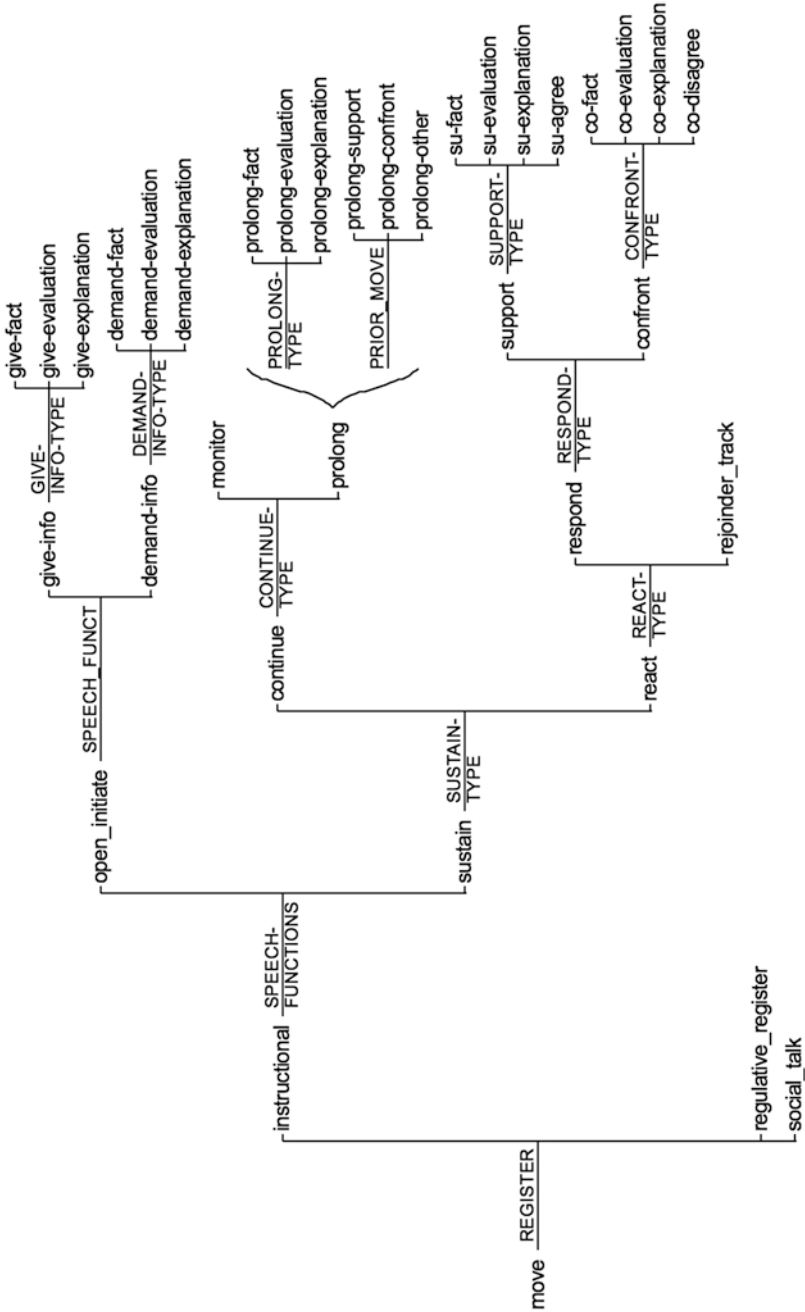 move
REGISTER
instructional
regulative_register
social_talk
SPEECH-
FUNCTIONS
open_initiate
sustain
SPEECH_FUNCT
give-info
demand-info
GIVE-
INFO-TYPE
give-fact
give-evaluation
give-explanation
DEMAND-
INFO-TYPE
demand-fact
demand-evaluation
demand-explanation
SUSTAIN-
TYPE
continue
react
CONTINUE-
TYPE
monitor
prolong
PROLONG-
TYPE
prolong-fact
prolong-evaluation
prolong-explanation
PRIOR_MOVE
prolong-support
prolong-confront
prolong-other
REACT-
TYPE
respond
rejoinder_track
RESPOND-
TYPE
support
confront
SUPPORT-
TYPE
su-fact
su-evaluation
su-explanation
su-agree
CONFRONT-
TYPE
co-fact
co-evaluation
co-explanation
co-disagree